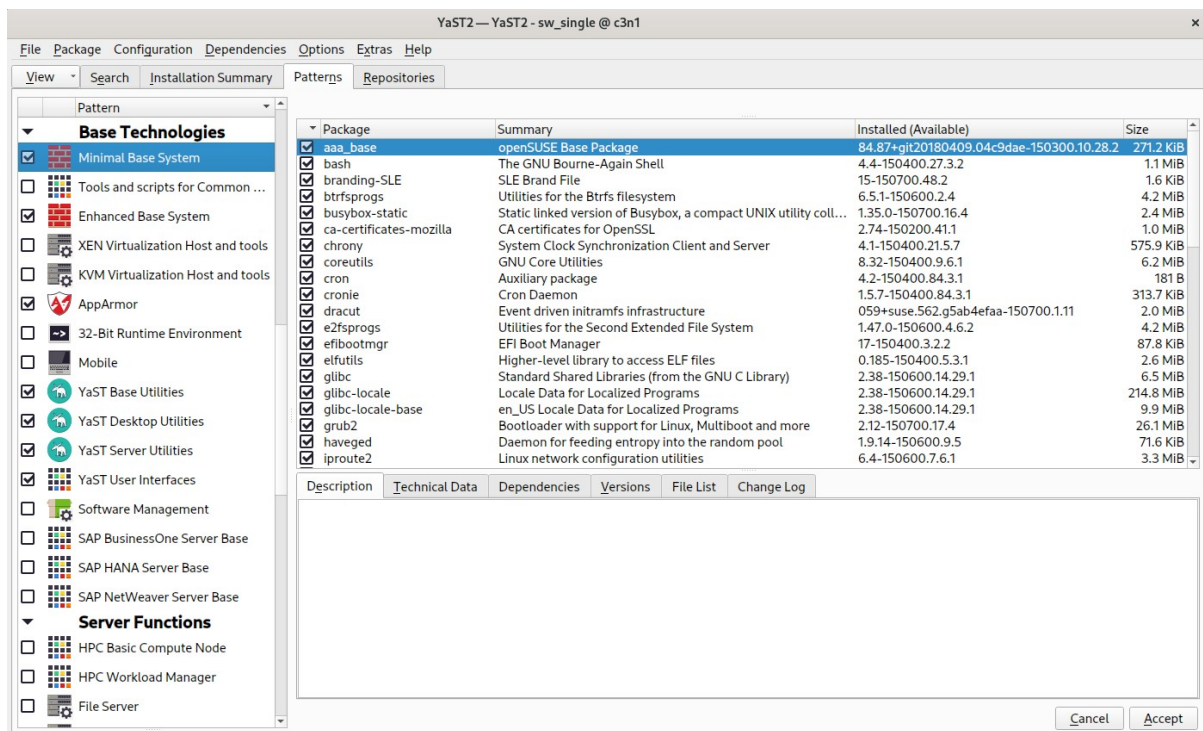 YaST2 — YaST2 - sw_single @ c3n1 ×
File Package Configuration Dependencies Options Extras Help
View Search Installation Summary Patterns Repositories
Pattern
Base Technologies
Minimal Base System
Tools and scripts for Common ...
Enhanced Base System
XEN Virtualization Host and tools
KVM Virtualization Host and tools
AppArmor
32-Bit Runtime Environment
Mobile
YaST Base Utilities
YaST Desktop Utilities
YaST Server Utilities
YaST User Interfaces
Software Management
SAP BusinessOne Server Base
SAP HANA Server Base
SAP NetWeaver Server Base
Server Functions
HPC Basic Compute Node
HPC Workload Manager
File Server
Package Summary Installed (Available) Size
aaa_base openSUSE Base Package 84.87+git20180409.04c9dae-150300.10.28.2 271.2 KiB
bash The GNU Bourne-Again Shell 4.4-150400.27.3.2 1.1 MiB
branding-SLE SLE Brand File 15-150700.48.2 1.6 KiB
btrfsprogs Utilities for the Btrfs filesystem 6.5.1-150600.2.4 4.2 MiB
busybox-static Static linked version of Busybox, a compact UNIX utility coll... 1.35.0-150700.16.4 2.4 MiB
ca-certificates-mozilla CA certificates for OpenSSL 2.74-150200.41.1 1.0 MiB
chrony System Clock Synchronization Client and Server 4.1-150400.21.5.7 575.9 KiB
coreutils GNU Core Utilities 8.32-150400.9.6.1 6.2 MiB
cron Auxiliary package 4.2-150400.84.3.1 181 B
cronie Cron Daemon 1.5.7-150400.84.3.1 313.7 KiB
dracut Event driven initramfs infrastructure 059+suse.562.g5ab4efaa-150700.1.11 2.0 MiB
e2fsprogs Utilities for the Second Extended File System 1.47.0-150600.4.6.2 4.2 MiB
efibootmgr EFI Boot Manager 17-150400.3.2.2 87.8 KiB
elfutils Higher-level library to access ELF files 0.185-150400.5.3.1 2.6 MiB
glibc Standard Shared Libraries (from the GNU C Library) 2.38-150600.14.29.1 6.5 MiB
glibc-locale Locale Data for Localized Programs 2.38-150600.14.29.1 214.8 MiB
glibc-locale-base en_US Locale Data for Localized Programs 2.38-150600.14.29.1 9.9 MiB
grub2 Bootloader with support for Linux, Multiboot and more 2.12-150700.17.4 26.1 MiB
haveged Daemon for feeding entropy into the random pool 1.9.14-150600.9.5 71.6 KiB
iproute2 Linux network configuration utilities 6.4-150600.7.6.1 3.3 MiB
Description Technical Data Dependencies Versions File List Change Log
Cancel Accept